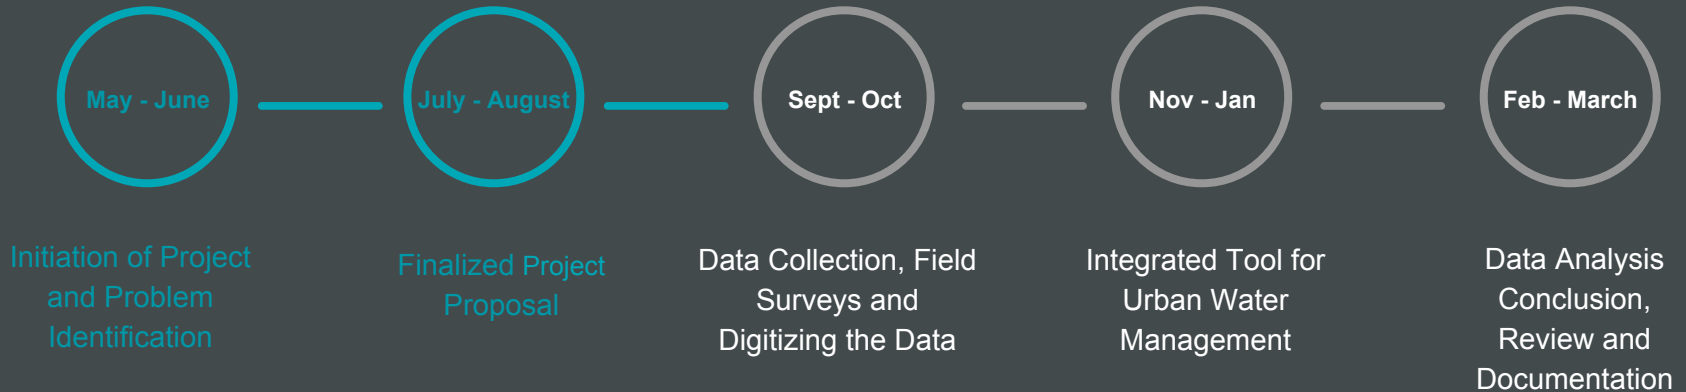 May - June
July - August
Sept - Oct
Nov - Jan
Feb - March
Initiation of Project
and Problem
Identification
Finalized Project
Proposal
Data Collection, Field
Surveys and
Digitizing the Data
Integrated Tool for
Urban Water
Management
Data Analysis
Conclusion,
Review and
Documentation